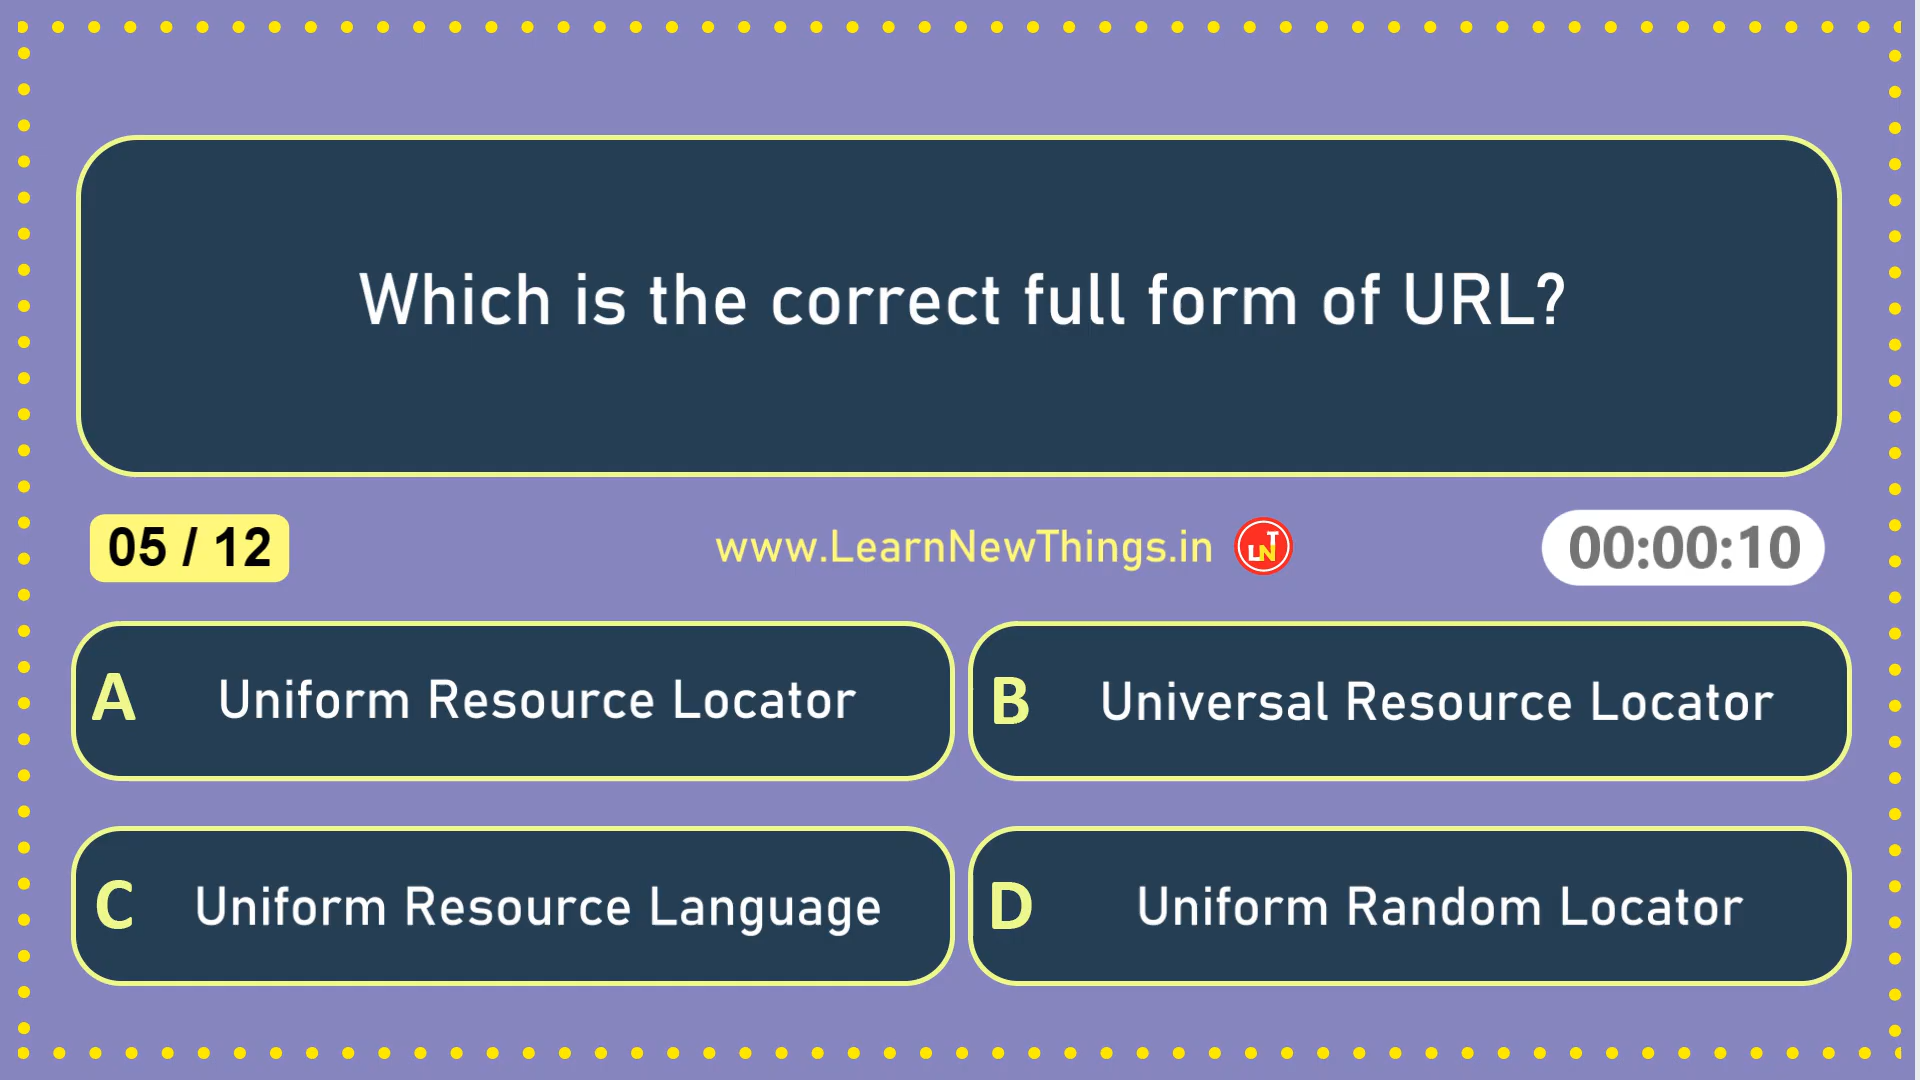 Which is the correct full form of URL?
05 / 12
www.LearnNewThings.in
LNT
00:00:10
A Uniform Resource Locator
B Universal Resource Locator
C Uniform Resource Language
D Uniform Random Locator